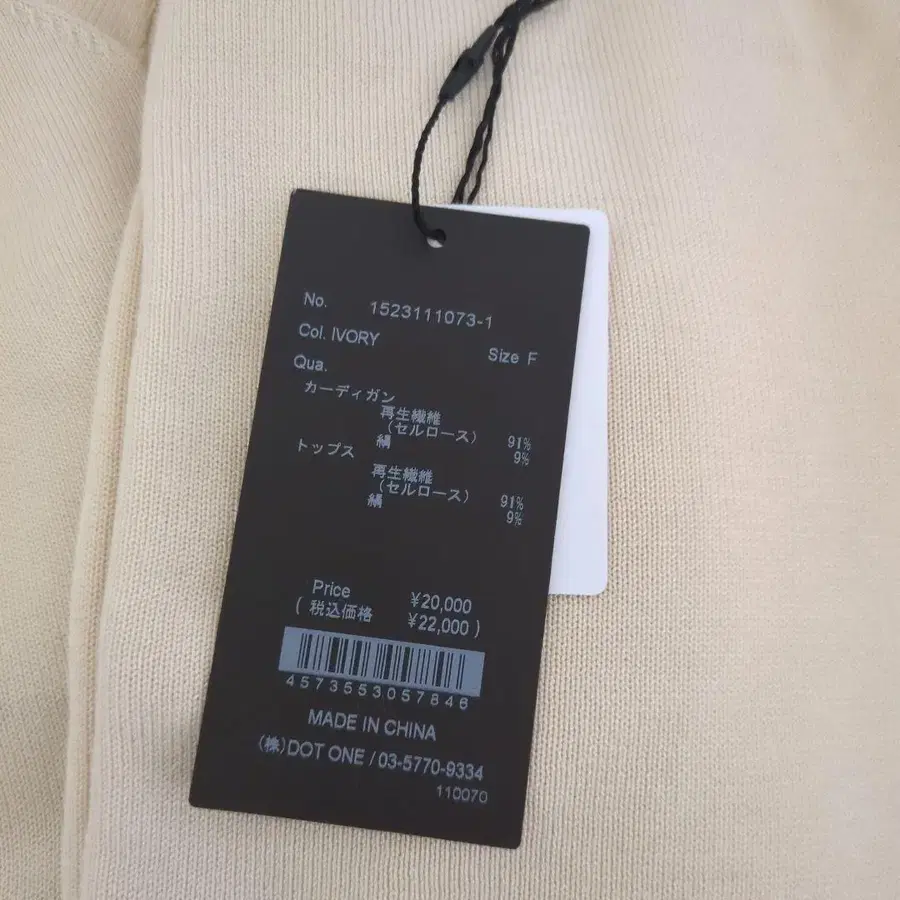 No. 1523111073-1
Col. IVORY
Size F
Qua.
カーディガン
再生繊維
(セルロース) 91%
絹 9%
トップス
再生繊維
(セルロース) 91%
絹 9%
Price ¥20,000
( 税込価格 ¥22,000 )
4573553057846
MADE IN CHINA
(株)DOT ONE / 03-5770-9334
110070